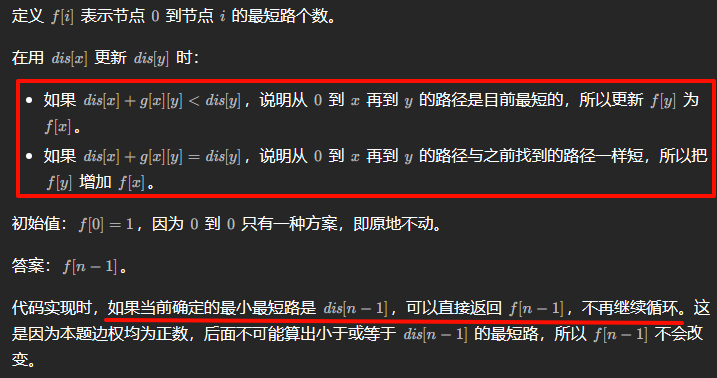 定义 f[i] 表示节点 0 到节点 i 的最短路个数。
在用 dis[x] 更新 dis[y] 时：
• 如果 dis[x] + g[x][y] < dis[y]，说明从 0 到 x 再到 y 的路径是目前最短的，所以更新 f[y] 为
f[x]。
• 如果 dis[x] + g[x][y] = dis[y]，说明从 0 到 x 再到 y 的路径与之前找到的路径一样短，所以把
f[y] 增加 f[x]。
初始值：f[0] = 1，因为 0 到 0 只有一种方案，即原地不动。
答案：f[n − 1]。
代码实现时，如果当前确定的最小最短路是 dis[n − 1]，可以直接返回 f[n − 1]，不再继续循环。这
是因为本题边权均为正数，后面不可能算出小于或等于 dis[n − 1] 的最短路，所以 f[n − 1] 不会改
变。